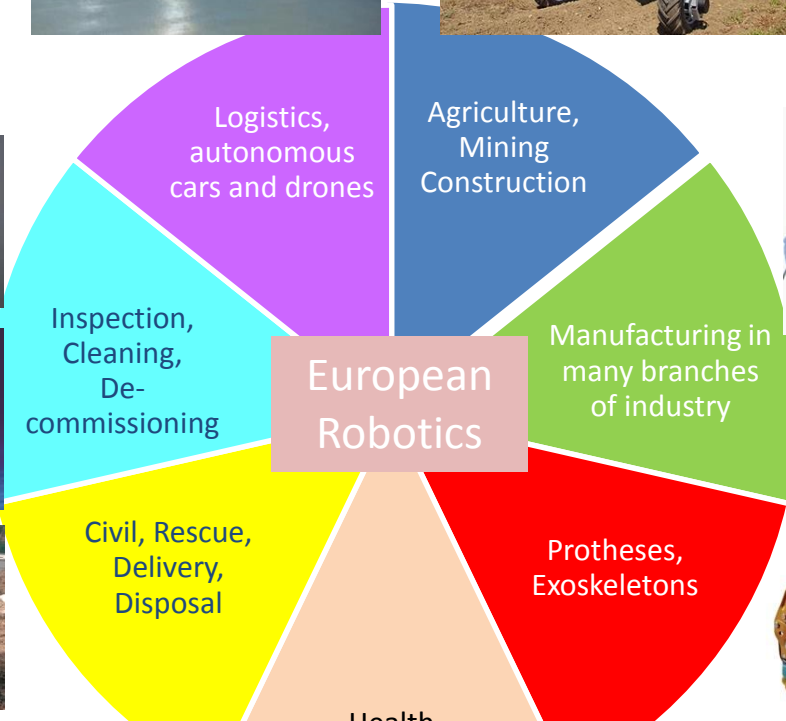 Logistics,
autonomous
cars and drones
Agriculture,
Mining
Construction
Inspection,
Cleaning,
De-
commissioning
European
Robotics
Manufacturing in
many branches
of industry
Civil, Rescue,
Delivery,
Disposal
Protheses,
Exoskeletons
Health